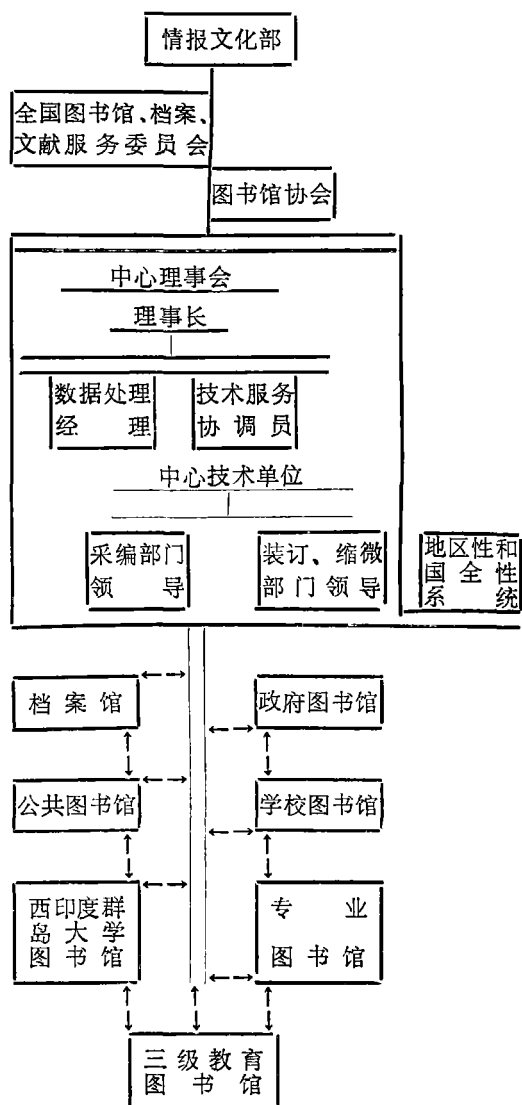 情报文化部
全国图书馆、档案、
文献服务委员会
图书馆协会
中心理事会
理事长
数据处理
经理
技术服务
协调员
中心技术单位
采编部门
领导
装订、缩微
部门领导
地区性和
国全性
系统
档案馆
政府图书馆
公共图书馆
学校图书馆
西印度群
岛大学
图书馆
专业
图书馆
三级教育
图书馆